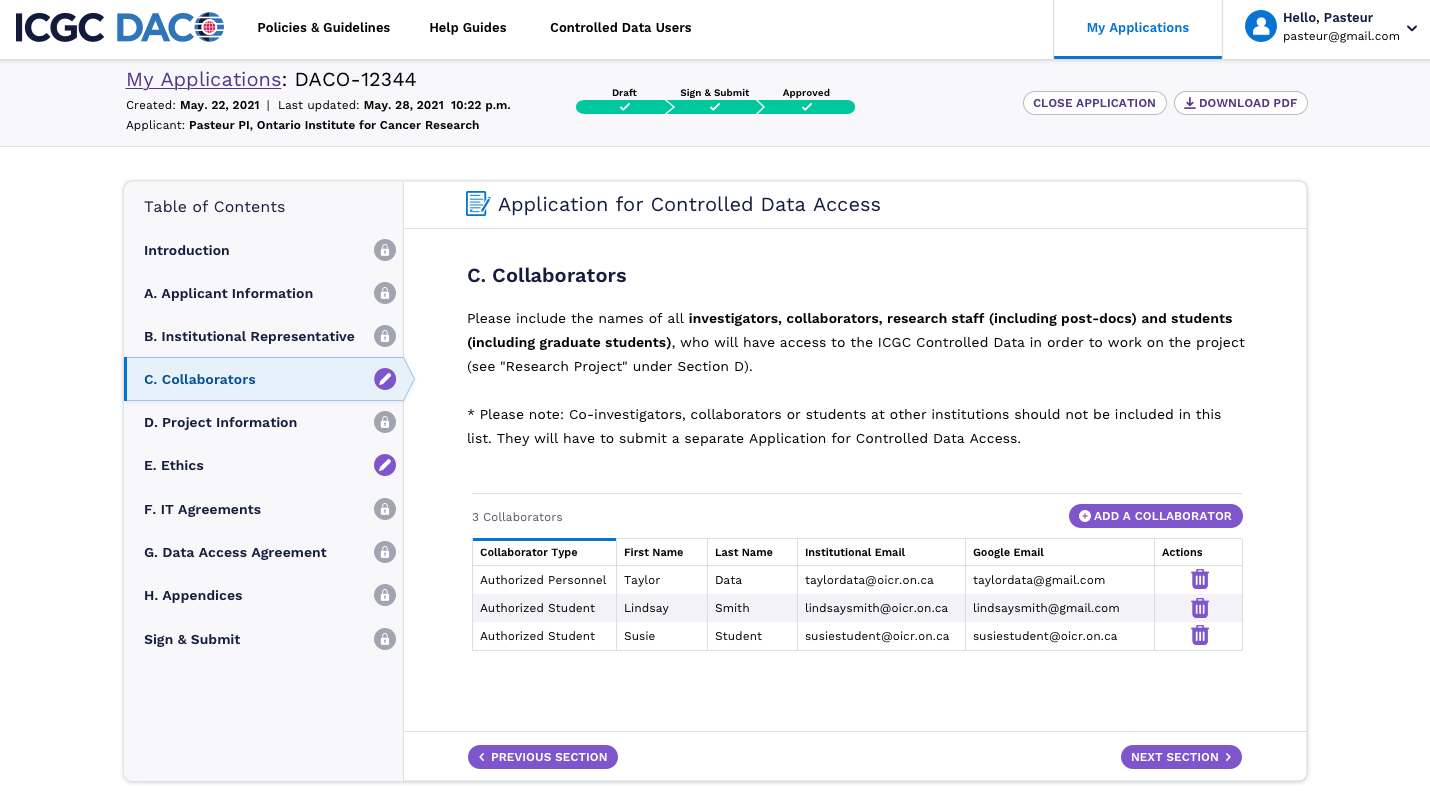 ICGC DACO
Policies & Guidelines
Help Guides
Controlled Data Users
My Applications
Hello, Pasteur
pasteur@gmail.com
My Applications: DACO-12344
Created: May. 22, 2021 | Last updated: May. 28, 2021 10:22 p.m.
Applicant: Pasteur PI, Ontario Institute for Cancer Research
Draft
Sign & Submit
Approved
CLOSE APPLICATION
DOWNLOAD PDF
Table of Contents
Introduction
A. Applicant Information
B. Institutional Representative
C. Collaborators
D. Project Information
E. Ethics
F. IT Agreements
G. Data Access Agreement
H. Appendices
Sign & Submit
Application for Controlled Data Access
C. Collaborators
Please include the names of all investigators, collaborators, research staff (including post-docs) and students
(including graduate students), who will have access to the ICGC Controlled Data in order to work on the project
(see "Research Project" under Section D).
* Please note: Co-investigators, collaborators or students at other institutions should not be included in this
list. They will have to submit a separate Application for Controlled Data Access.
3 Collaborators
ADD A COLLABORATOR
Collaborator Type First Name Last Name Institutional Email Google Email Actions
Authorized Personnel Taylor Data taylordata@oicr.on.ca taylordata@gmail.com
Authorized Student Lindsay Smith lindsaysmith@oicr.on.ca lindsaysmith@gmail.com
Authorized Student Susie Student susiestudent@oicr.on.ca susiestudent@oicr.on.ca
PREVIOUS SECTION
NEXT SECTION